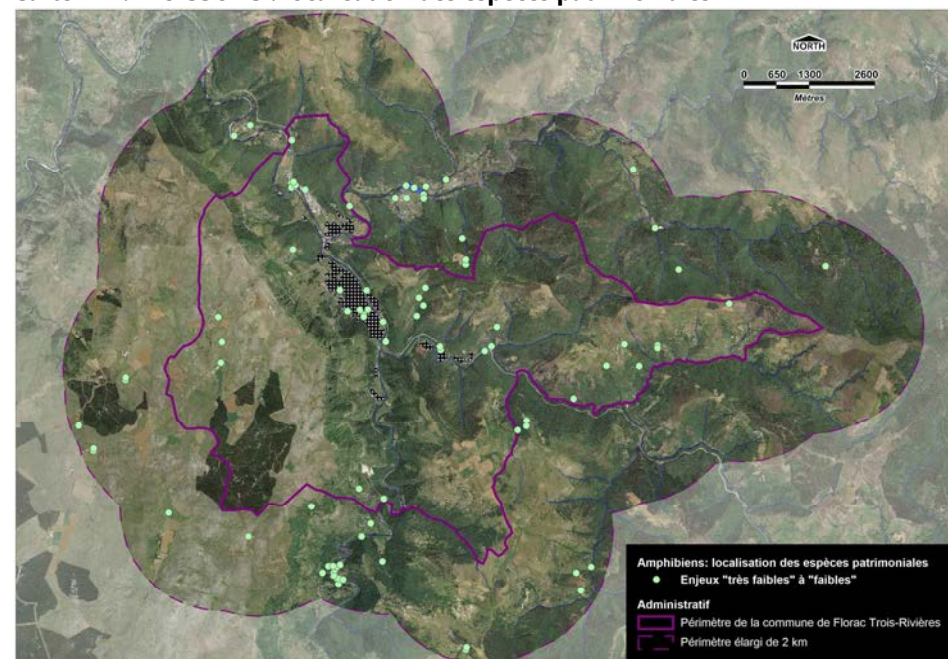 NORTH
0 650 1300 2600
Mètres
Amphibiens: localisation des espèces patrimoniales
Enjeux "très faibles" à "faibles"
Administratif
Périmètre de la commune de Florac Trois-Rivières
Périmètre élargi de 2 km